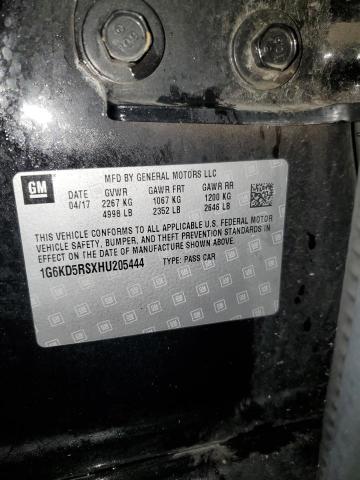 GM
MFD BY GENERAL MOTORS LLC
DATE GVWR GAWR FRT GAWR RR
04/17 2267 KG 1067 KG 1200 KG
4998 LB 2352 LB 2646 LB
THIS VEHICLE CONFORMS TO ALL APPLICABLE U.S. FEDERAL MOTOR
VEHICLE SAFETY, BUMPER, AND THEFT PREVENTION STANDARDS IN
EFFECT ON THE DATE OF MANUFACTURE SHOWN ABOVE.
1G6KD5RSXHU205444
TYPE: PASS CAR